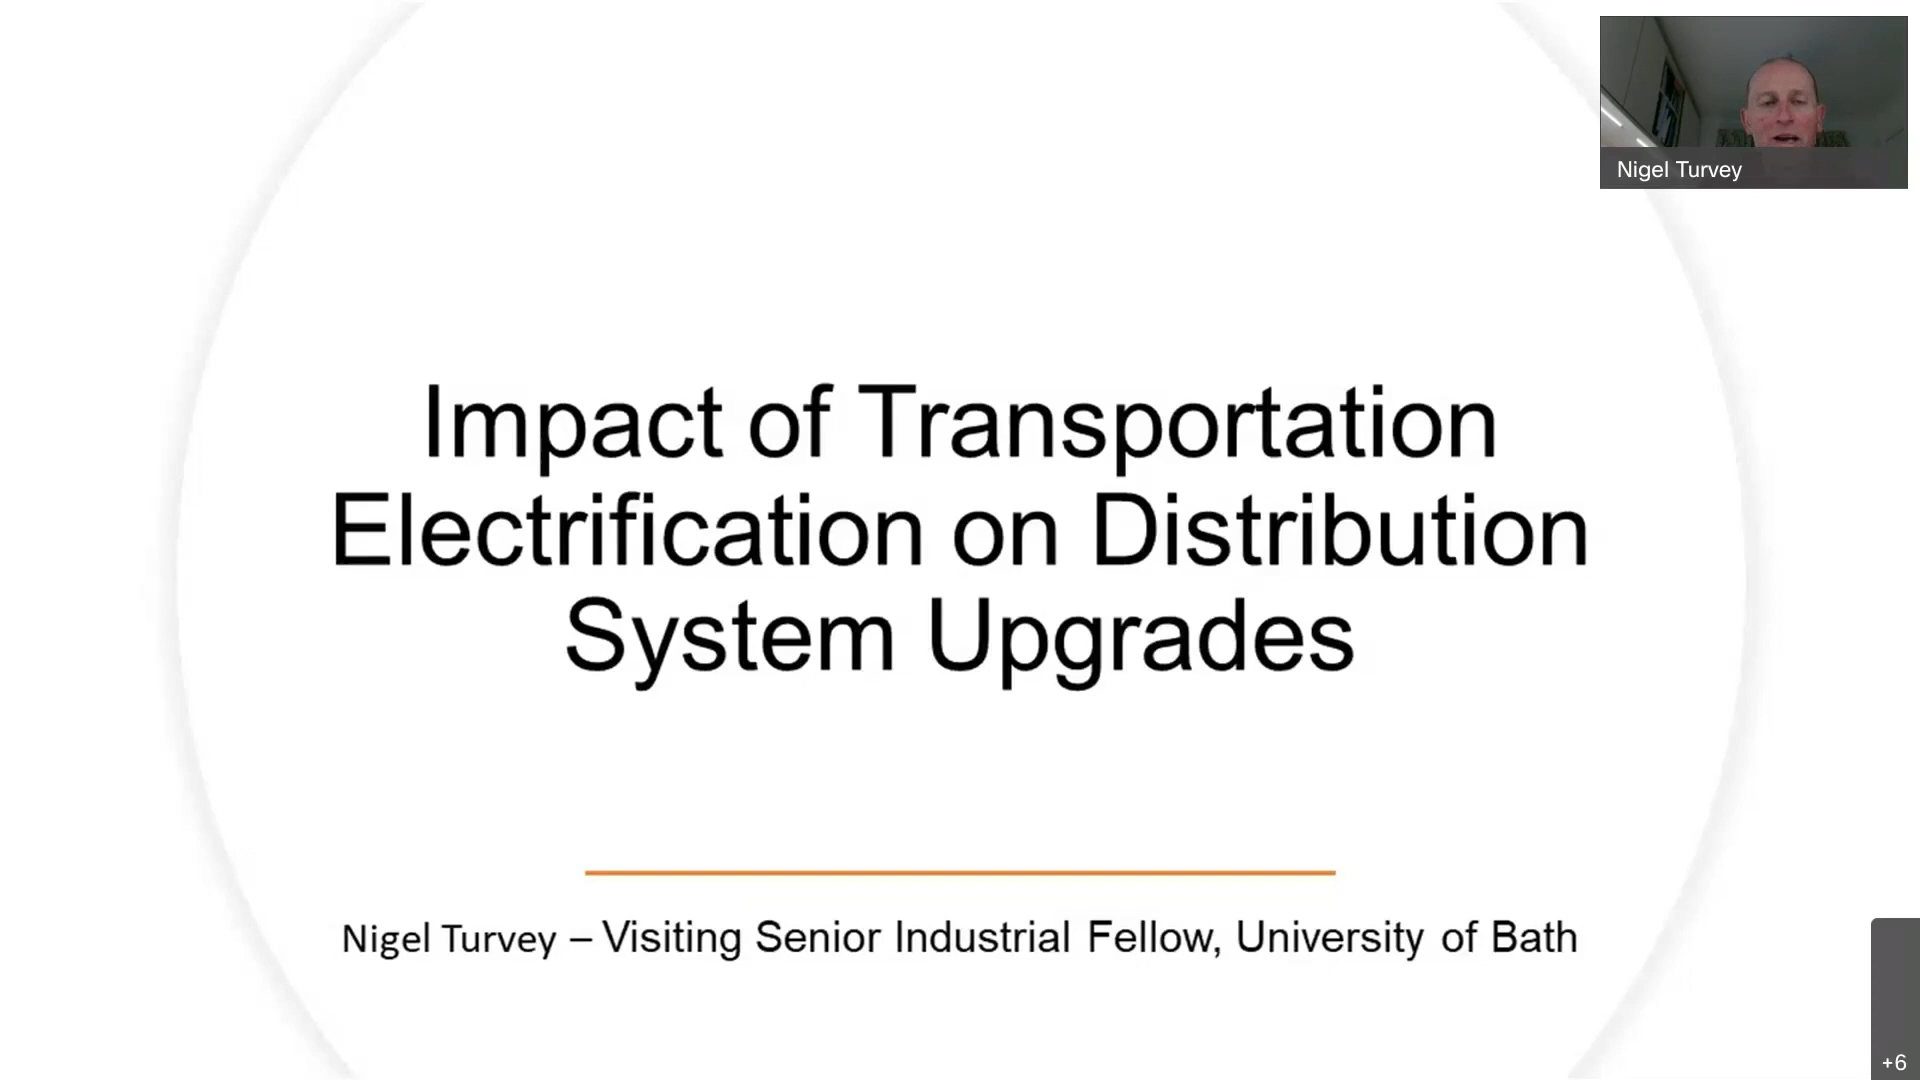 Nigel Turvey
Impact of Transportation
Electrification on Distribution
System Upgrades
Nigel Turvey – Visiting Senior Industrial Fellow, University of Bath
+6